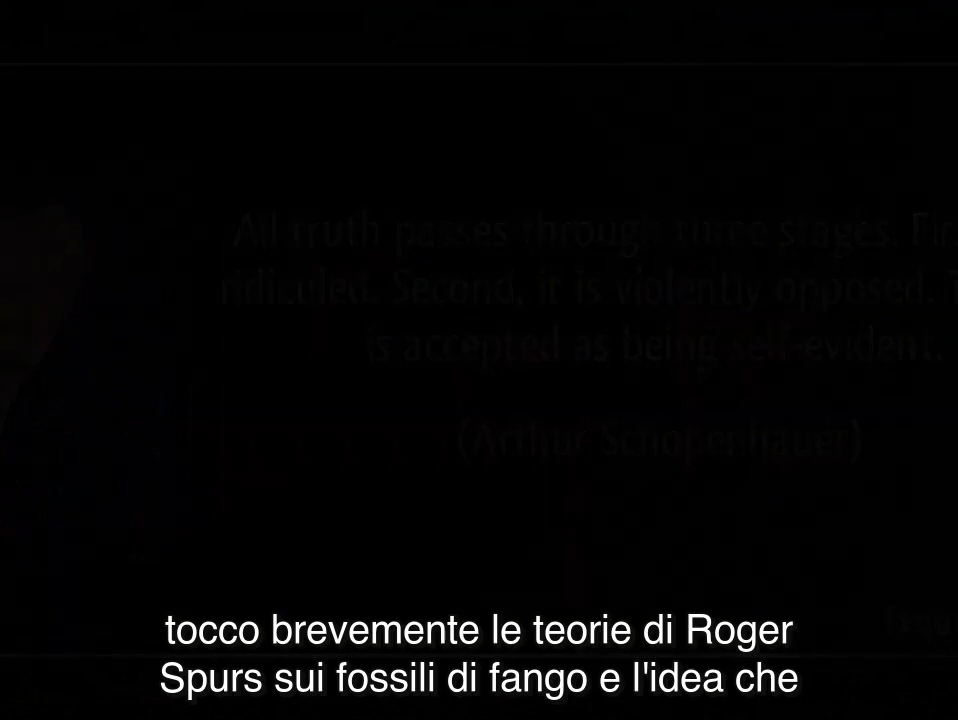 All truth passes through three stages. Fir
ridiculed. Second, it is violently opposed. T
is accepted as being self-evident.
(Arthur Schopenhauer)
tocco brevemente le teorie di Roger
Spurs sui fossili di fango e l'idea che